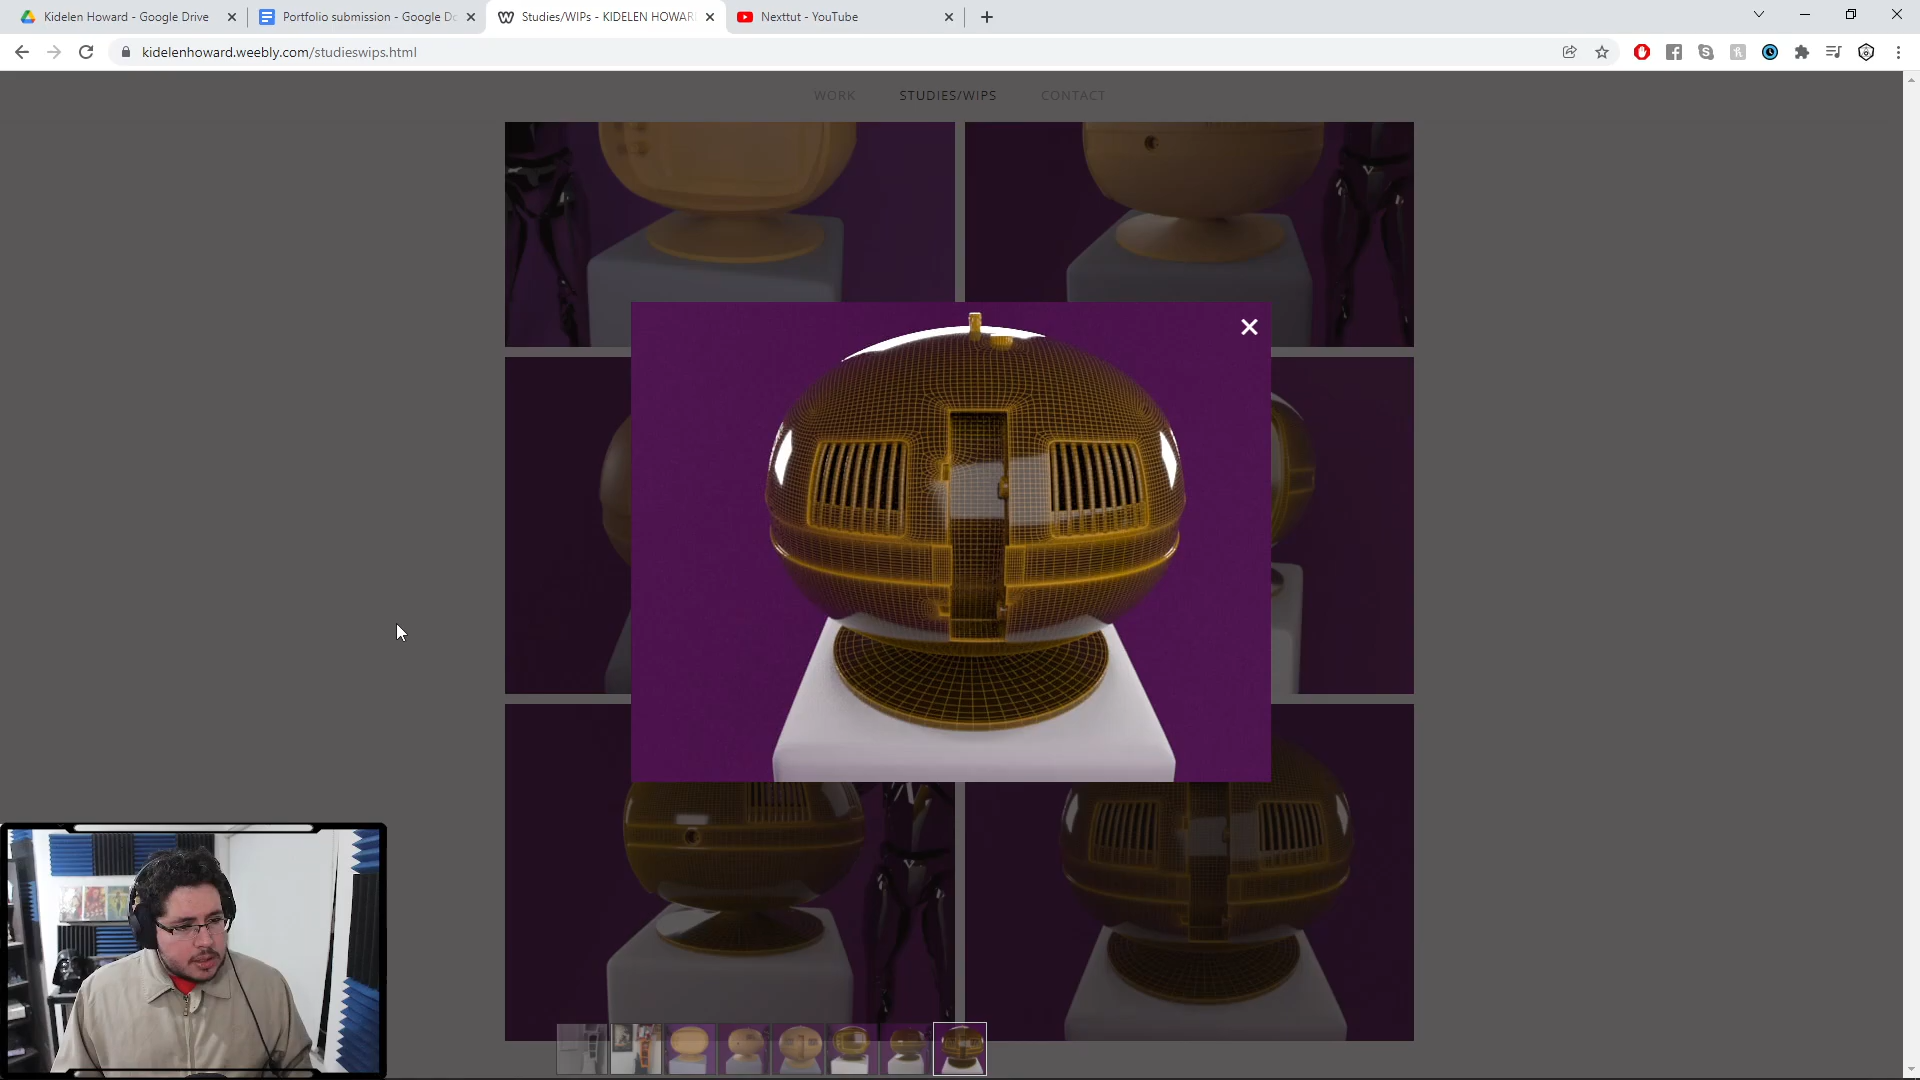 Kidelen Howard - Google Drive
Portfolio submission - Google Dc
Studies/WIPs - KIDELEN HOWAR
Nexttut - YouTube
kidelenhoward.weebly.com/studieswips.html
WORK
STUDIES/WIPS
CONTACT